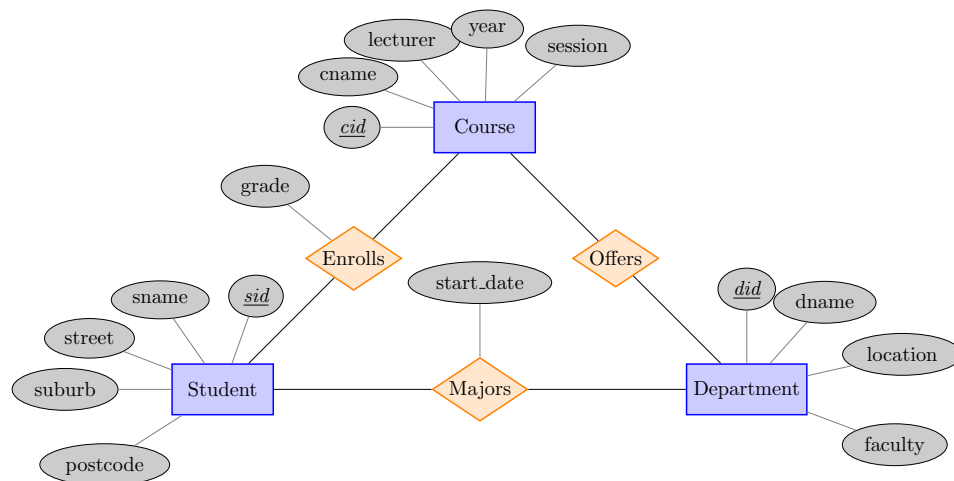 year
lecturer
session
cname
cid
Course
grade
Enrolls
Offers
start_date
sid
sname
did
dname
street
location
suburb
Student
Majors
Department
faculty
postcode